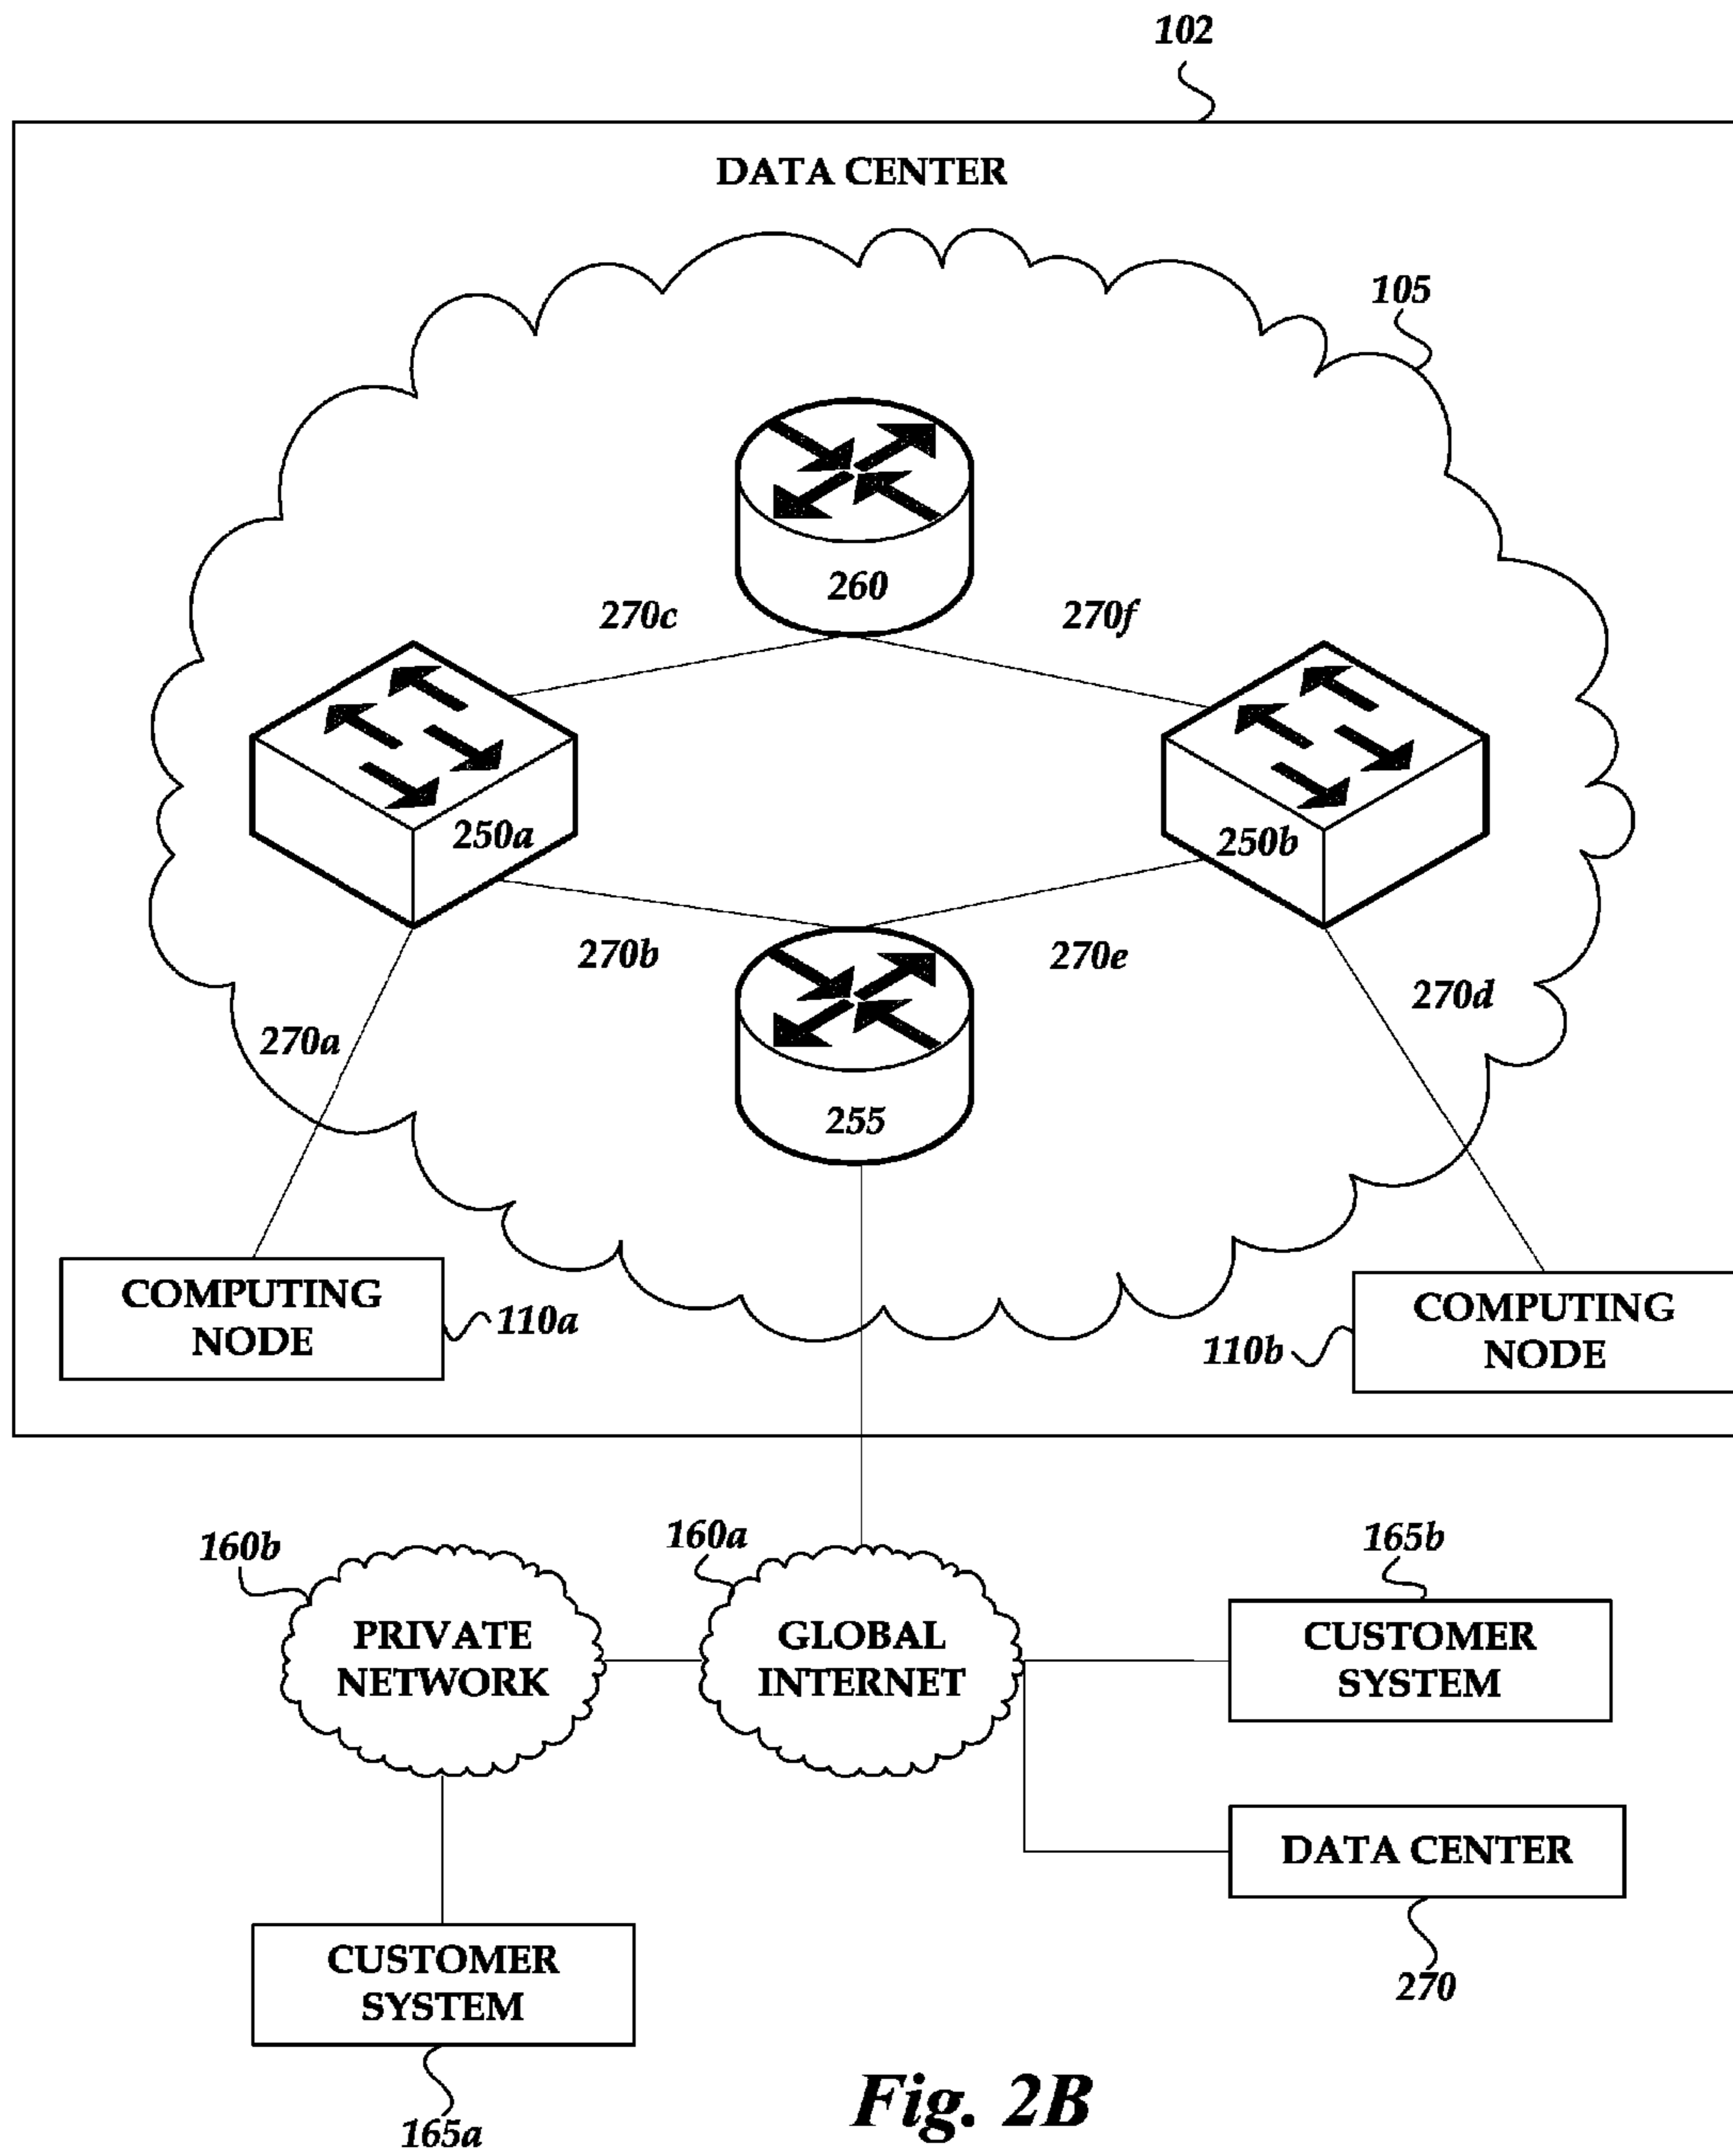 102
DATA CENTER
105
260
270c
270f
250a
250b
270b
270e
270d
270a
255
COMPUTING
NODE
110a
COMPUTING
NODE
110b
160b
160a
165b
PRIVATE
NETWORK
GLOBAL
INTERNET
CUSTOMER
SYSTEM
DATA CENTER
270
CUSTOMER
SYSTEM
165a
Fig. 2B